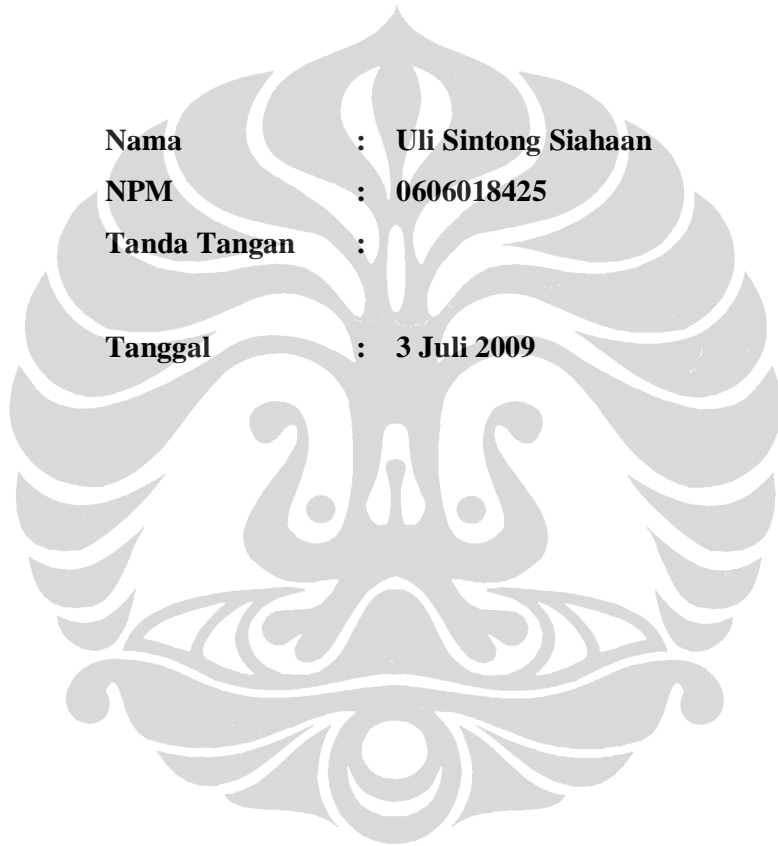 Nama : Uli Sintong Siahaan
NPM : 0606018425
Tanda Tangan :
Tanggal : 3 Juli 2009